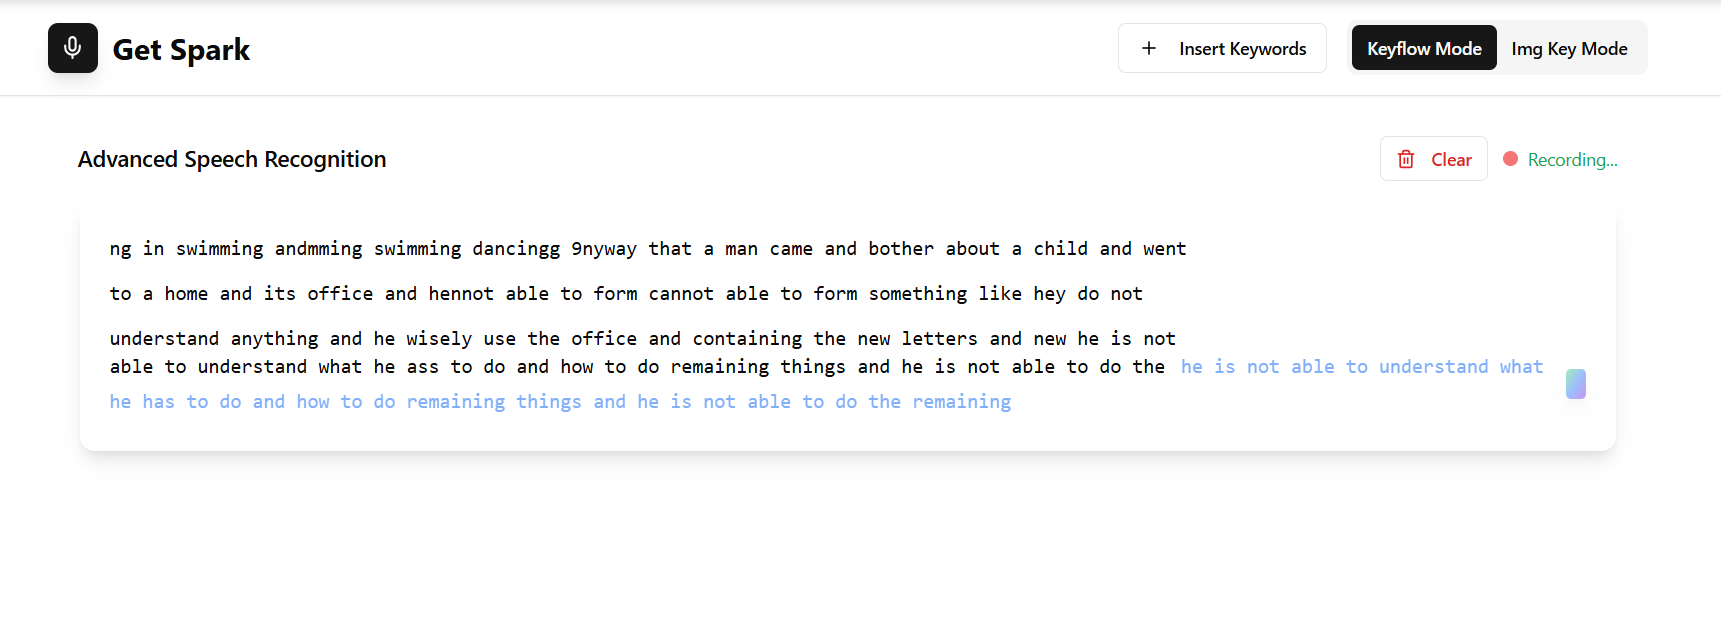 Get Spark
Insert Keywords
Keyflow Mode
Img Key Mode
Advanced Speech Recognition
Clear
Recording...
ng in swimming andmming swimming dancingg 9nyway that a man came and bother about a child and went
to a home and its office and hennot able to form cannot able to form something like hey do not
understand anything and he wisely use the office and containing the new letters and new he is not
able to understand what he ass to do and how to do remaining things and he is not able to do the he is not able to understand what
he has to do and how to do remaining things and he is not able to do the remaining